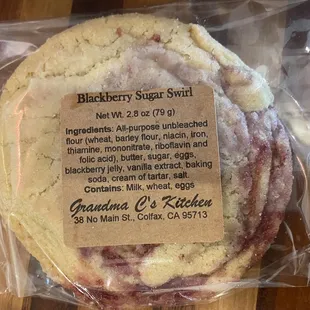 Blackberry Sugar Swirl
Net Wt. 2.8 oz (79 g)
Ingredients: All-purpose unbleached
flour (wheat, barley flour, niacin, iron,
thiamine, mononitrate, riboflavin and
folic acid), butter, sugar, eggs,
blackberry jelly, vanilla extract, baking
soda, cream of tartar, salt.
Contains: Milk, wheat, eggs
Grandma C's Kitchen
38 No Main St., Colfax, CA 95713